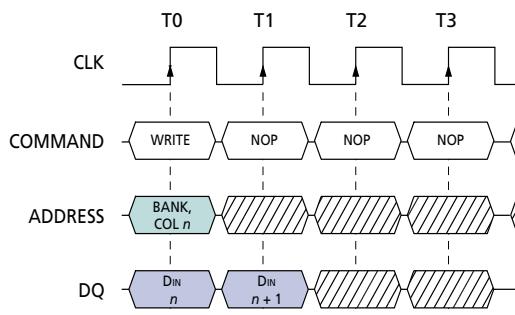 T0 T1 T2 T3
CLK
COMMAND WRITE NOP NOP NOP
ADDRESS BANK,
COL n
DQ DIN DIN
n n + 1